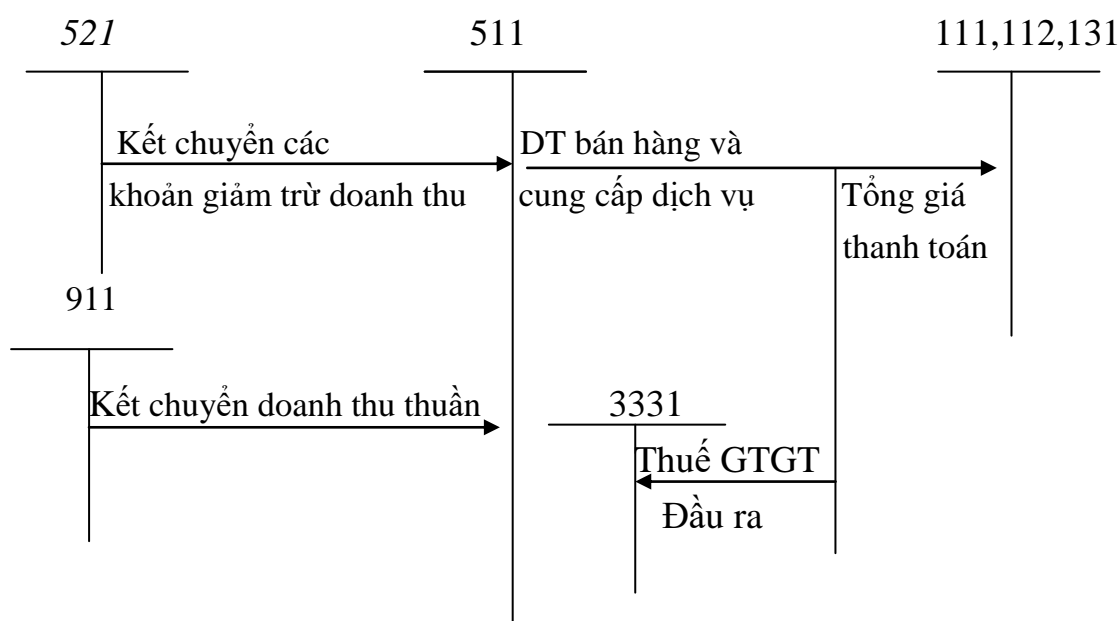 521
511
111,112,131
Kết chuyển các
khoản giảm trừ doanh thu
DT bán hàng và
cung cấp dịch vụ
Tổng giá
thanh toán
911
Kết chuyển doanh thu thuần
3331
Thuế GTGT
Đầu ra